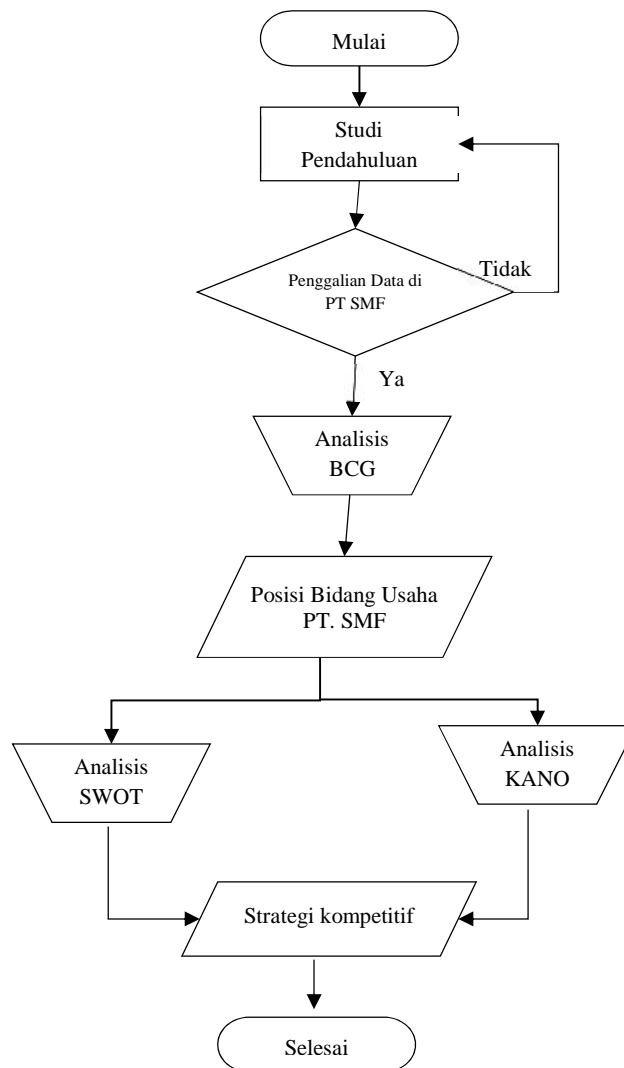 Mulai
Studi
Pendahuluan
Penggalian Data di
PT SMF
Tidak
Ya
Analisis
BCG
Posisi Bidang Usaha
PT. SMF
Analisis
SWOT
Analisis
KANO
Strategi kompetitif
Selesai